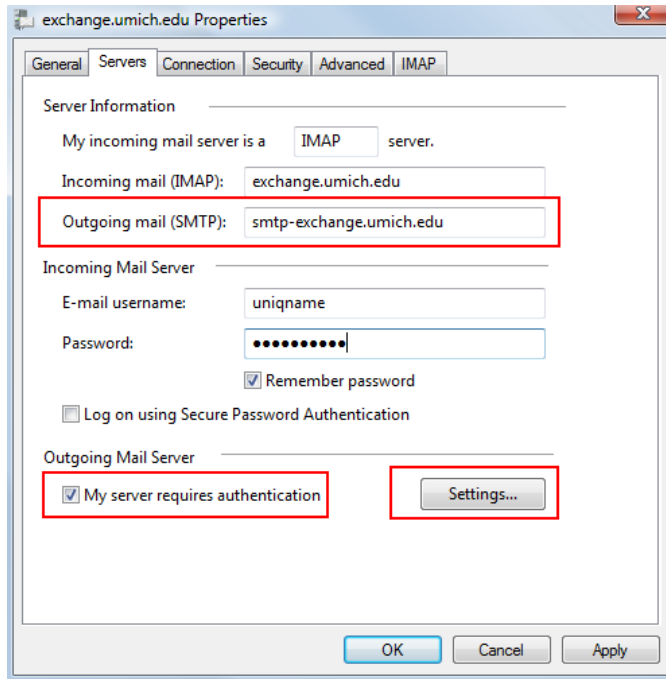 exchange.umich.edu Properties
General Servers Connection Security Advanced IMAP
Server Information
My incoming mail server is a IMAP server.
Incoming mail (IMAP): exchange.umich.edu
Outgoing mail (SMTP): smtp-exchange.umich.edu
Incoming Mail Server
E-mail username: uniqname
Password: ●●●●●●●●●●
Remember password
Log on using Secure Password Authentication
Outgoing Mail Server
My server requires authentication Settings...
OK Cancel Apply